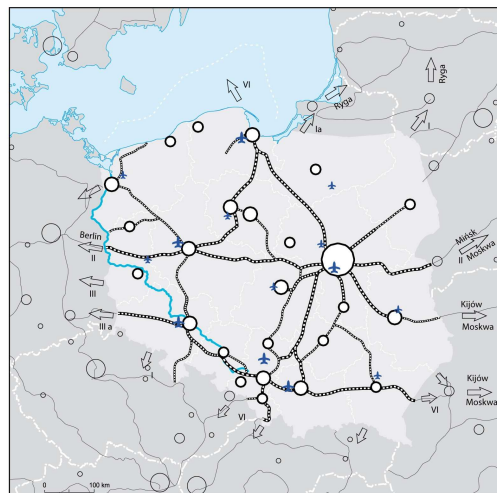 VI
Ryga
Ryga
Ia
I
Berlin
II
Mińsk
II Moskwa
III
Kijów
Moskwa
III a
I
Kijów
Moskwa
VI
VI
0 100 km